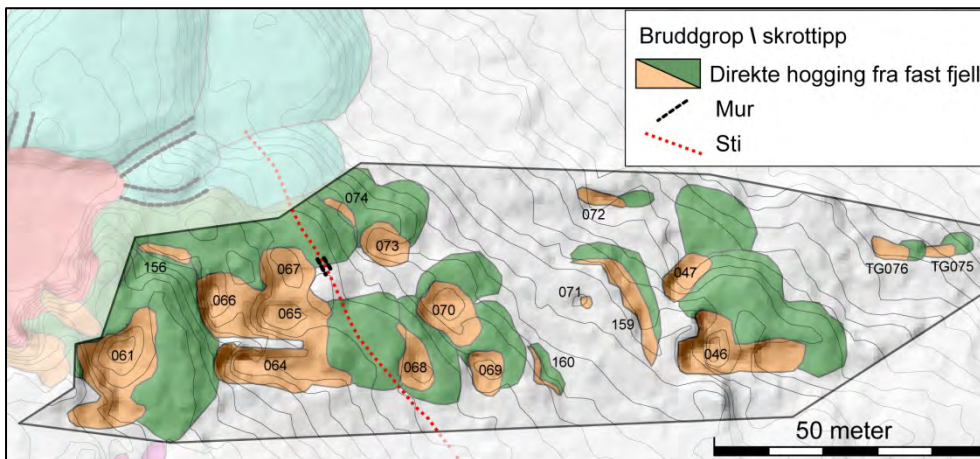 Bruddgrop \ skrottipp
Direkte hogging fra fast fjell
Mur
Sti
074
072
073
156
067
TG076
TG075
047
066
071
065
070
159
061
046
064
068
069
160
50 meter